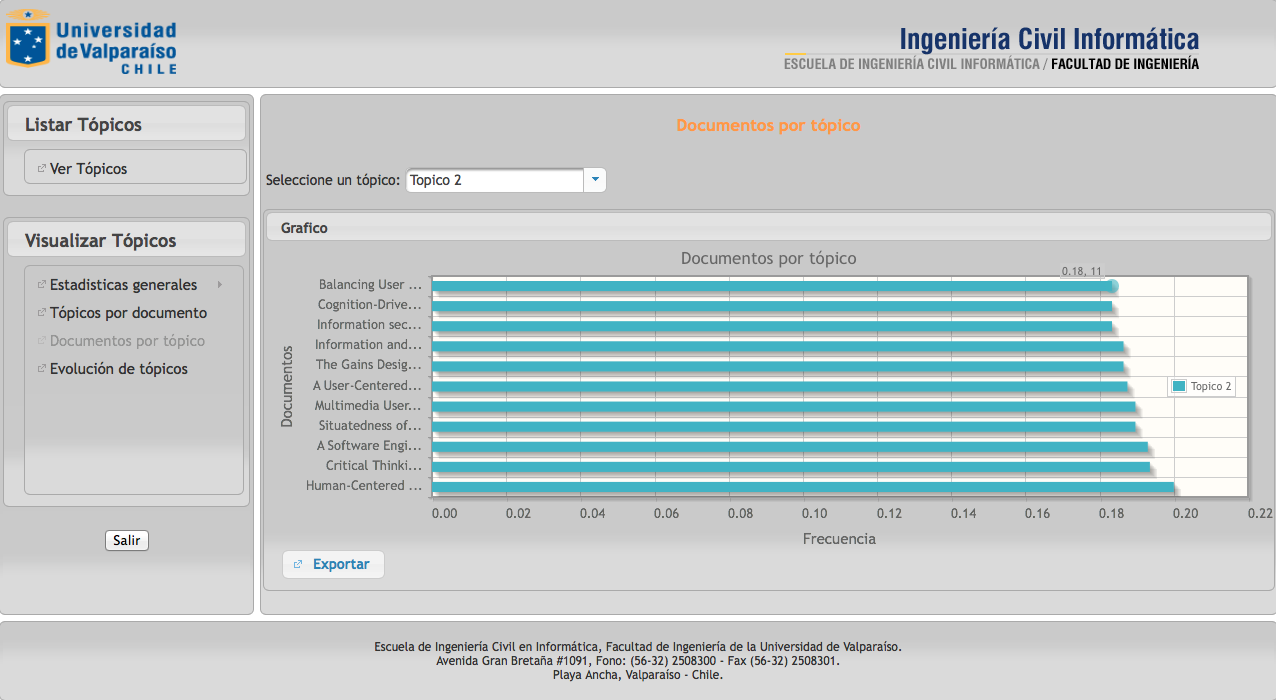 Universidad
de Valparaíso
CHILE
Ingeniería Civil Informática
ESCUELA DE INGENIERÍA CIVIL INFORMÁTICA / FACULTAD DE INGENIERÍA
Listar Tópicos
Ver Tópicos
Visualizar Tópicos
Estadisticas generales
Tópicos por documento
Documentos por tópico
Evolución de tópicos
Salir
Documentos por tópico
Seleccione un tópico: Topico 2
Grafico
Documentos por tópico
0.18, 11
Documentos
Balancing User ...
Cognition-Drive...
Information sec...
Information and...
The Gains Desig...
A User-Centered...
Multimedia User...
Situatedness of...
A Software Engi...
Critical Thinki...
Human-Centered ...
Topico 2
0.00 0.02 0.04 0.06 0.08 0.10 0.12 0.14 0.16 0.18 0.20 0.22
Frecuencia
Exportar
Escuela de Ingeniería Civil en Informática, Facultad de Ingeniería de la Universidad de Valparaíso.
Avenida Gran Bretaña #1091, Fono: (56-32) 2508300 - Fax (56-32) 2508301.
Playa Ancha, Valparaíso - Chile.